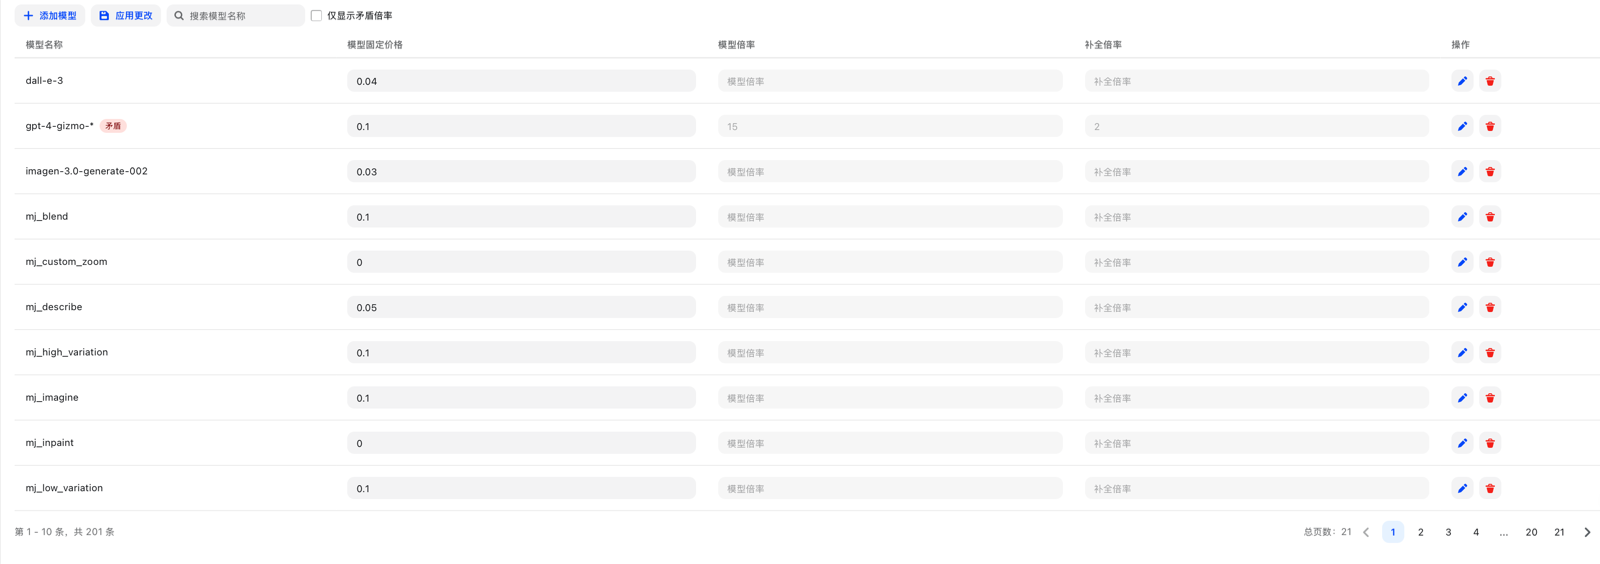 添加模型 应用更改 搜索模型名称 仅显示矛盾倍率
模型名称 模型固定价格 模型倍率 补全倍率 操作
dall-e-3 0.04 模型倍率 补全倍率
gpt-4-gizmo-* 矛盾 0.1 15 2
imagen-3.0-generate-002 0.03 模型倍率 补全倍率
mj_blend 0.1 模型倍率 补全倍率
mj_custom_zoom 0 模型倍率 补全倍率
mj_describe 0.05 模型倍率 补全倍率
mj_high_variation 0.1 模型倍率 补全倍率
mj_imagine 0.1 模型倍率 补全倍率
mj_inpaint 0 模型倍率 补全倍率
mj_low_variation 0.1 模型倍率 补全倍率
第 1 - 10 条，共 201 条 总页数：21 1 2 3 4 ... 20 21